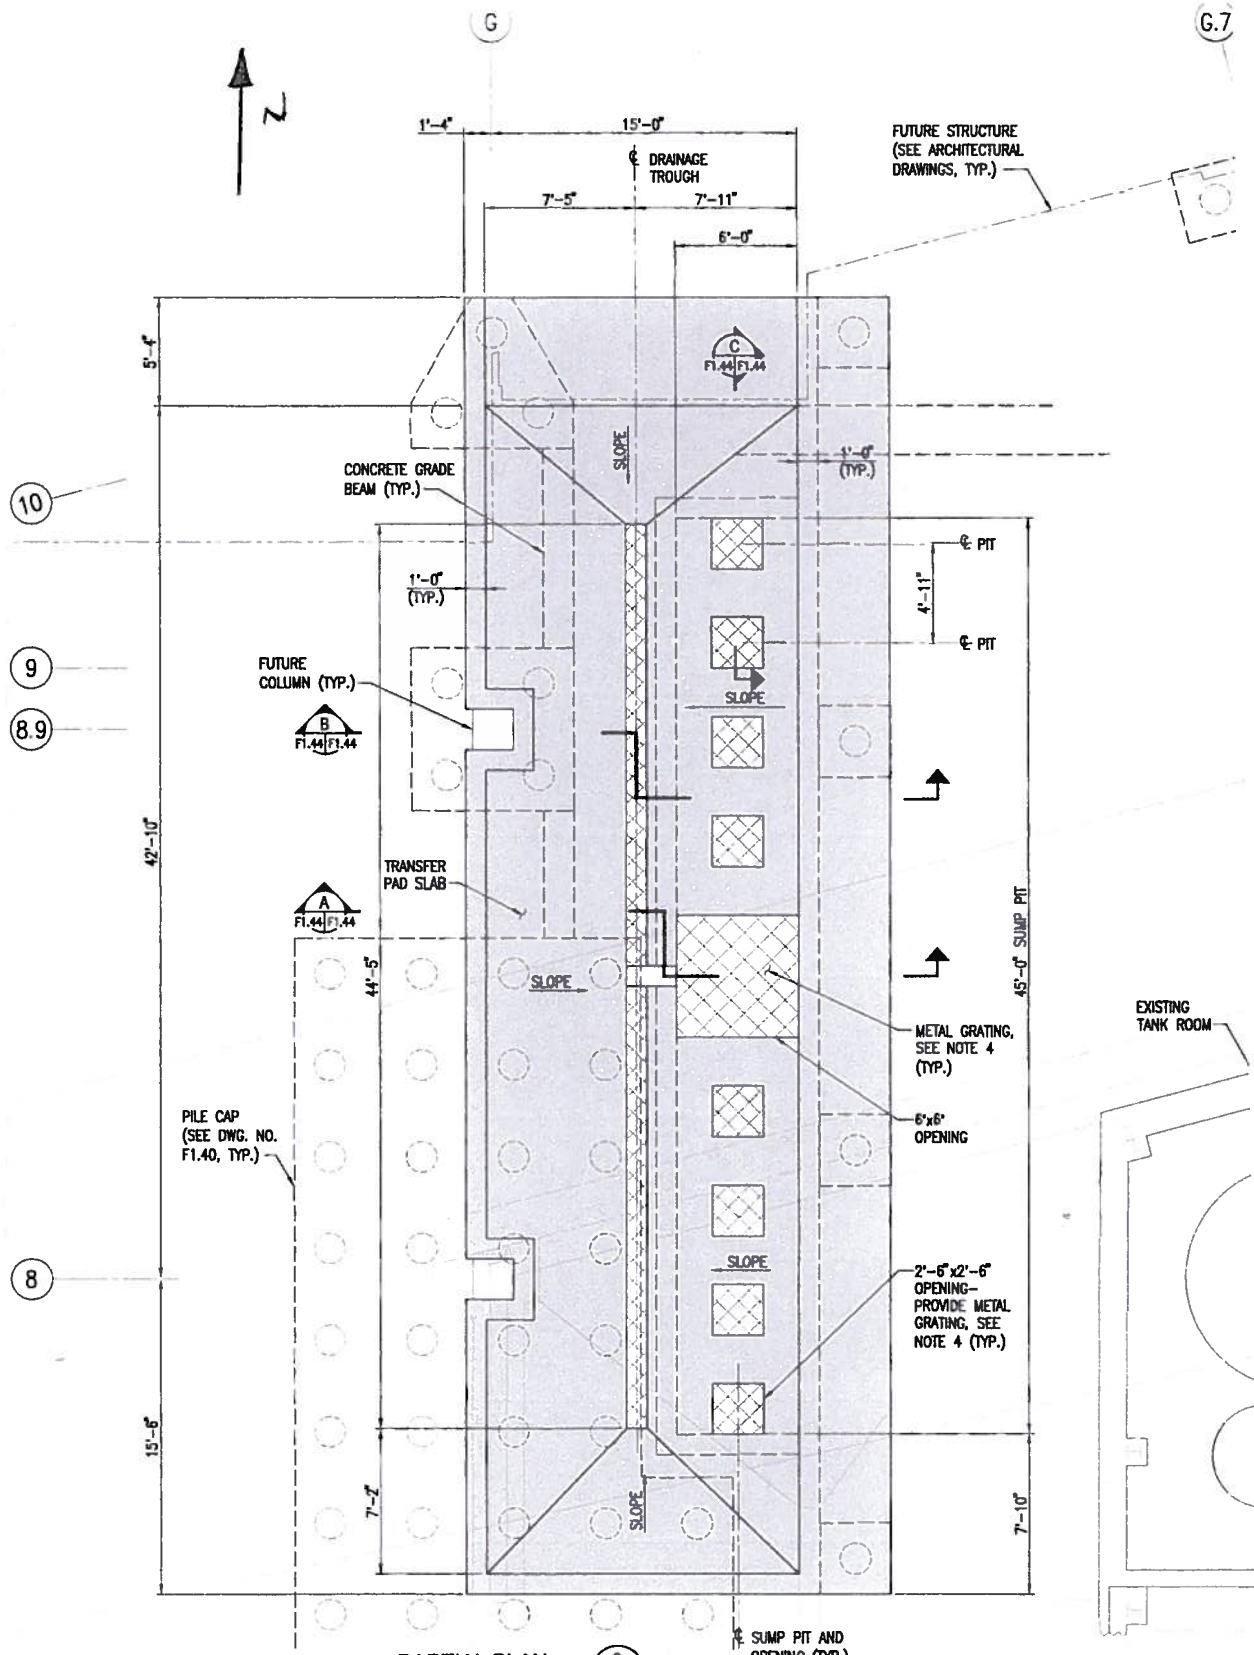 G
G.7
N
1'-4"
15'-0"
℄ DRAINAGE
TROUGH
FUTURE STRUCTURE
(SEE ARCHITECTURAL
DRAWINGS, TYP.)
7'-5"
7'-11"
6'-0"
5'-4"
C
F1.44 F1.44
SLOPE
1'-0"
(TYP.)
CONCRETE GRADE
BEAM (TYP.)
10
℄ PIT
4'-11"
1'-0"
(TYP.)
℄ PIT
9
FUTURE
COLUMN (TYP.)
SLOPE
8.9
B
F1.44 F1.44
42'-10"
TRANSFER
PAD SLAB
A
F1.44 F1.44
44'-5"
SLOPE
45'-0" SUMP PIT
METAL GRATING,
SEE NOTE 4
(TYP.)
EXISTING
TANK ROOM
PILE CAP
(SEE DWG. NO.
F1.40, TYP.)
6'x6'
OPENING
8
SLOPE
2'-6"x2'-6"
OPENING-
PROVIDE METAL
GRATING, SEE
NOTE 4 (TYP.)
15'-6"
7'-2"
SLOPE
7'-10"
℄ SUMP PIT AND
OPENING (TYP.)
PARTIAL PLAN